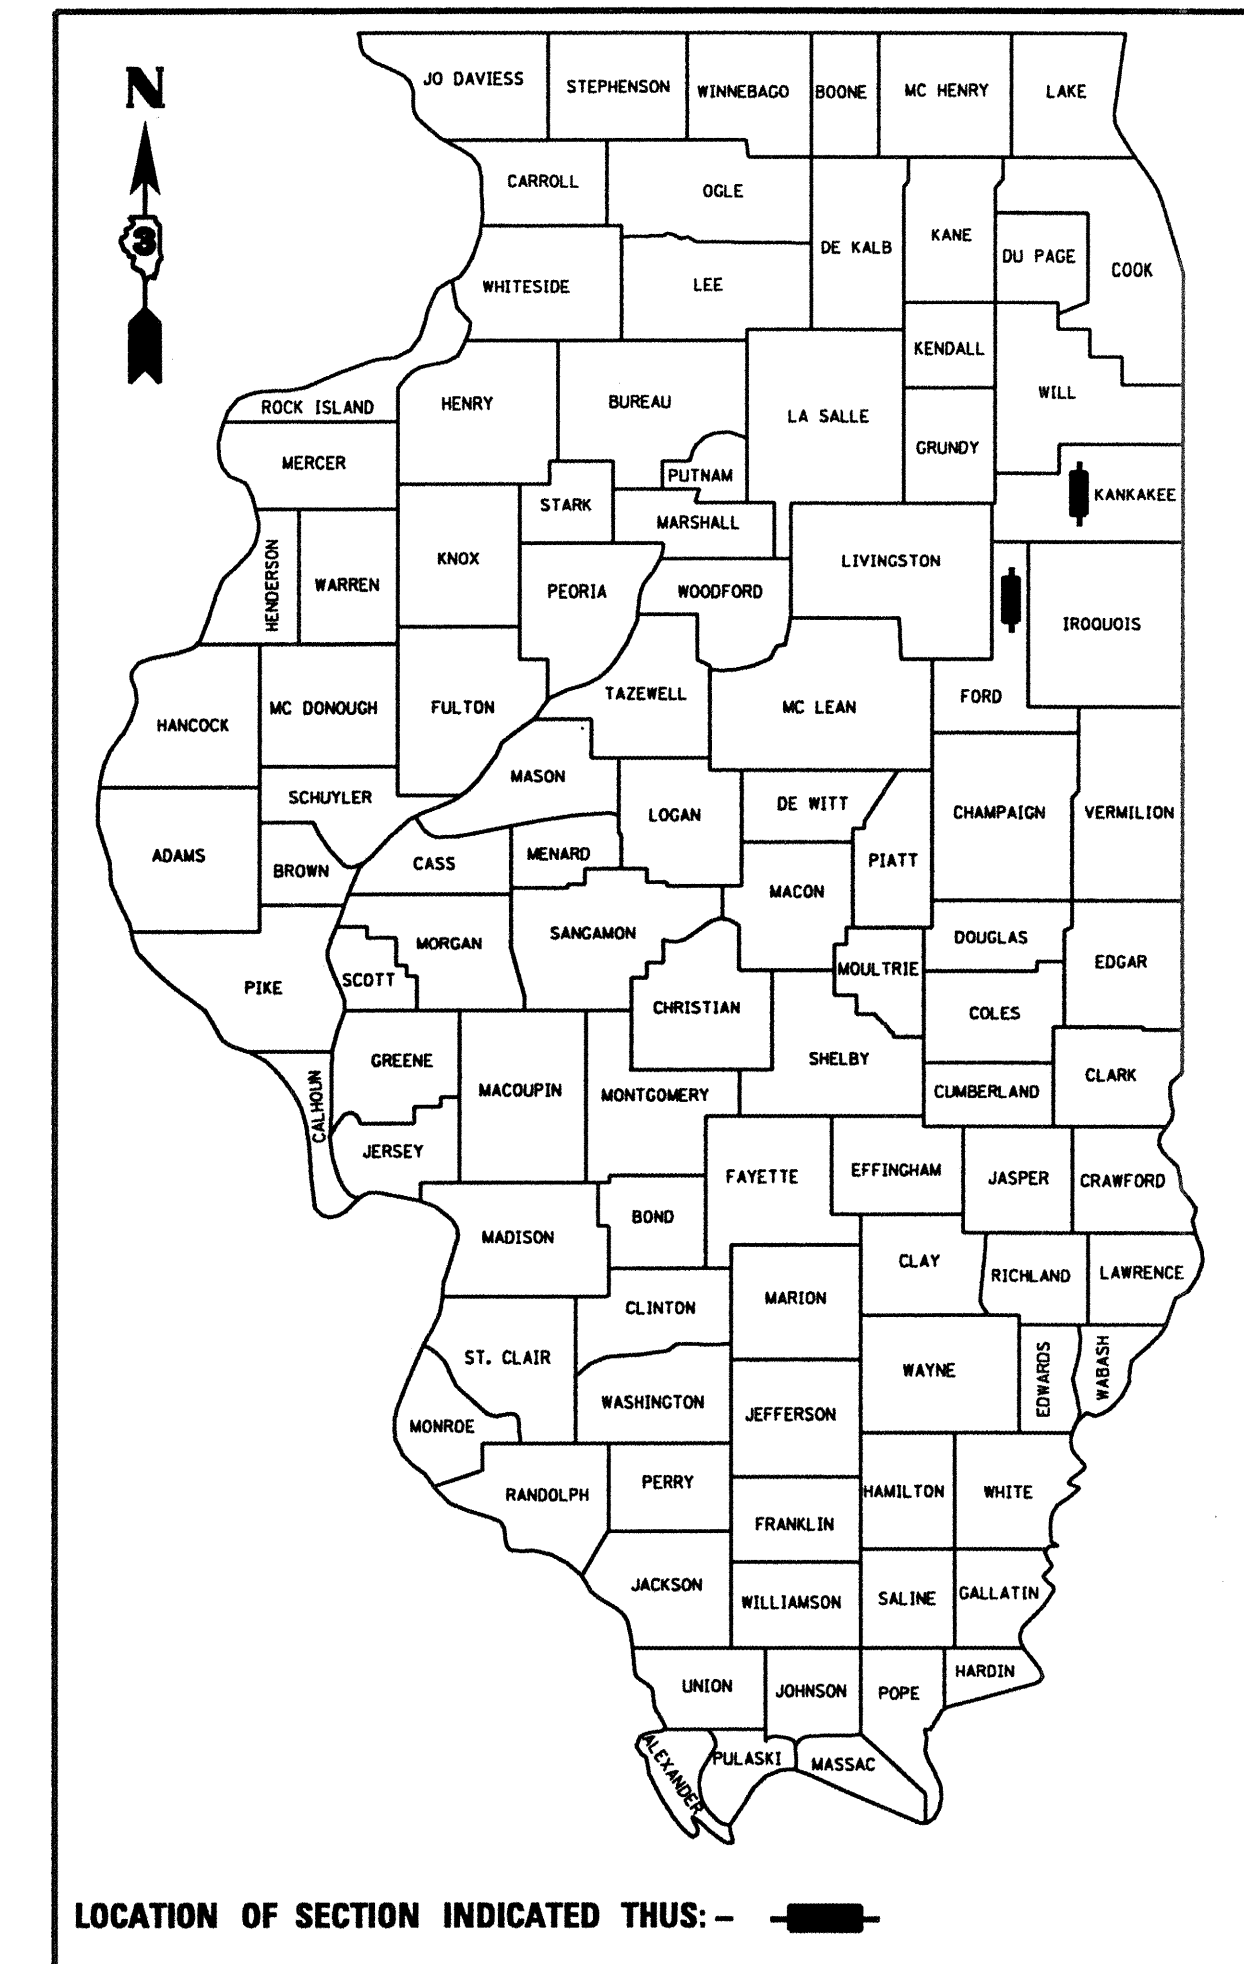 N
3
JO DAVIESS
STEPHENSON
WINNEBAGO
BOONE
MC HENRY
LAKE
CARROLL
OGLE
DE KALB
KANE
DU PAGE
COOK
WHITESIDE
LEE
KENDALL
WILL
ROCK ISLAND
HENRY
BUREAU
LA SALLE
GRUNDY
MERCER
PUTNAM
KANKAKEE
STARK
MARSHALL
HENDERSON
WARREN
KNOX
PEORIA
WOODFORD
LIVINGSTON
IROQUOIS
HANCOCK
MC DONOUGH
FULTON
TAZEWELL
MC LEAN
FORD
SCHUYLER
MASON
LOGAN
DE WITT
CHAMPAIGN
VERMILION
ADAMS
BROWN
CASS
MENARD
PIATT
MACON
PIKE
SCOTT
MORGAN
SANGAMON
CHRISTIAN
MOULTRIE
DOUGLAS
EDGAR
COLES
CALHOUN
GREENE
MACOUPIN
MONTGOMERY
SHELBY
CUMBERLAND
CLARK
JERSEY
FAYETTE
EFFINGHAM
JASPER
CRAWFORD
MADISON
BOND
CLAY
RICHLAND
LAWRENCE
CLINTON
MARION
ST. CLAIR
WASHINGTON
WAYNE
EDWARDS
WABASH
MONROE
JEFFERSON
RANDOLPH
PERRY
HAMILTON
WHITE
FRANKLIN
JACKSON
WILLIAMSON
SALINE
GALLATIN
UNION
JOHNSON
POPE
HARDIN
ALEXANDER
PULASKI
MASSAC
LOCATION OF SECTION INDICATED THUS: –